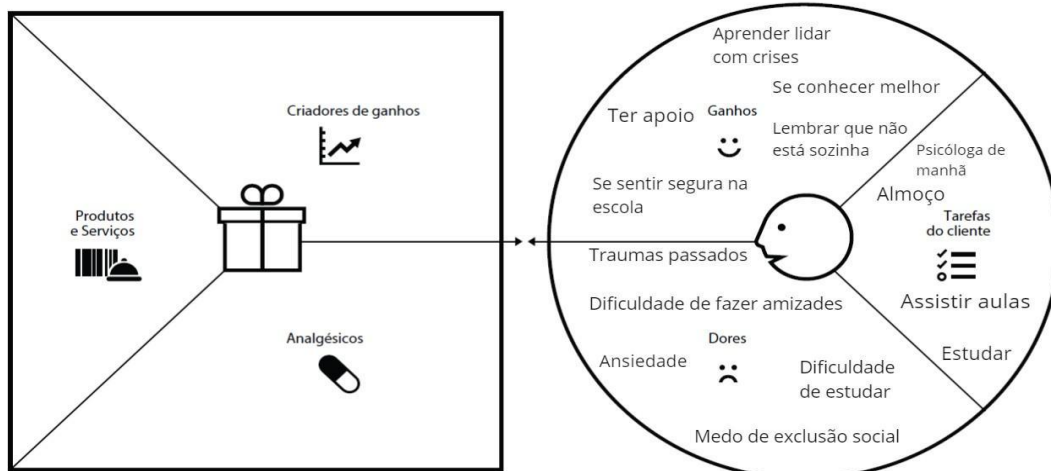 Criadores de ganhos
Produtos
e Serviços
Analgésicos
Aprender lidar
com crises
Se conhecer melhor
Ter apoio
Ganhos
Lembrar que não
está sozinha
Se sentir segura na
escola
Psicóloga de
manhã
Almoço
Tarefas
do cliente
Assistir aulas
Estudar
Traumas passados
Dificuldade de fazer amizades
Ansiedade
Dores
Dificuldade
de estudar
Medo de exclusão social